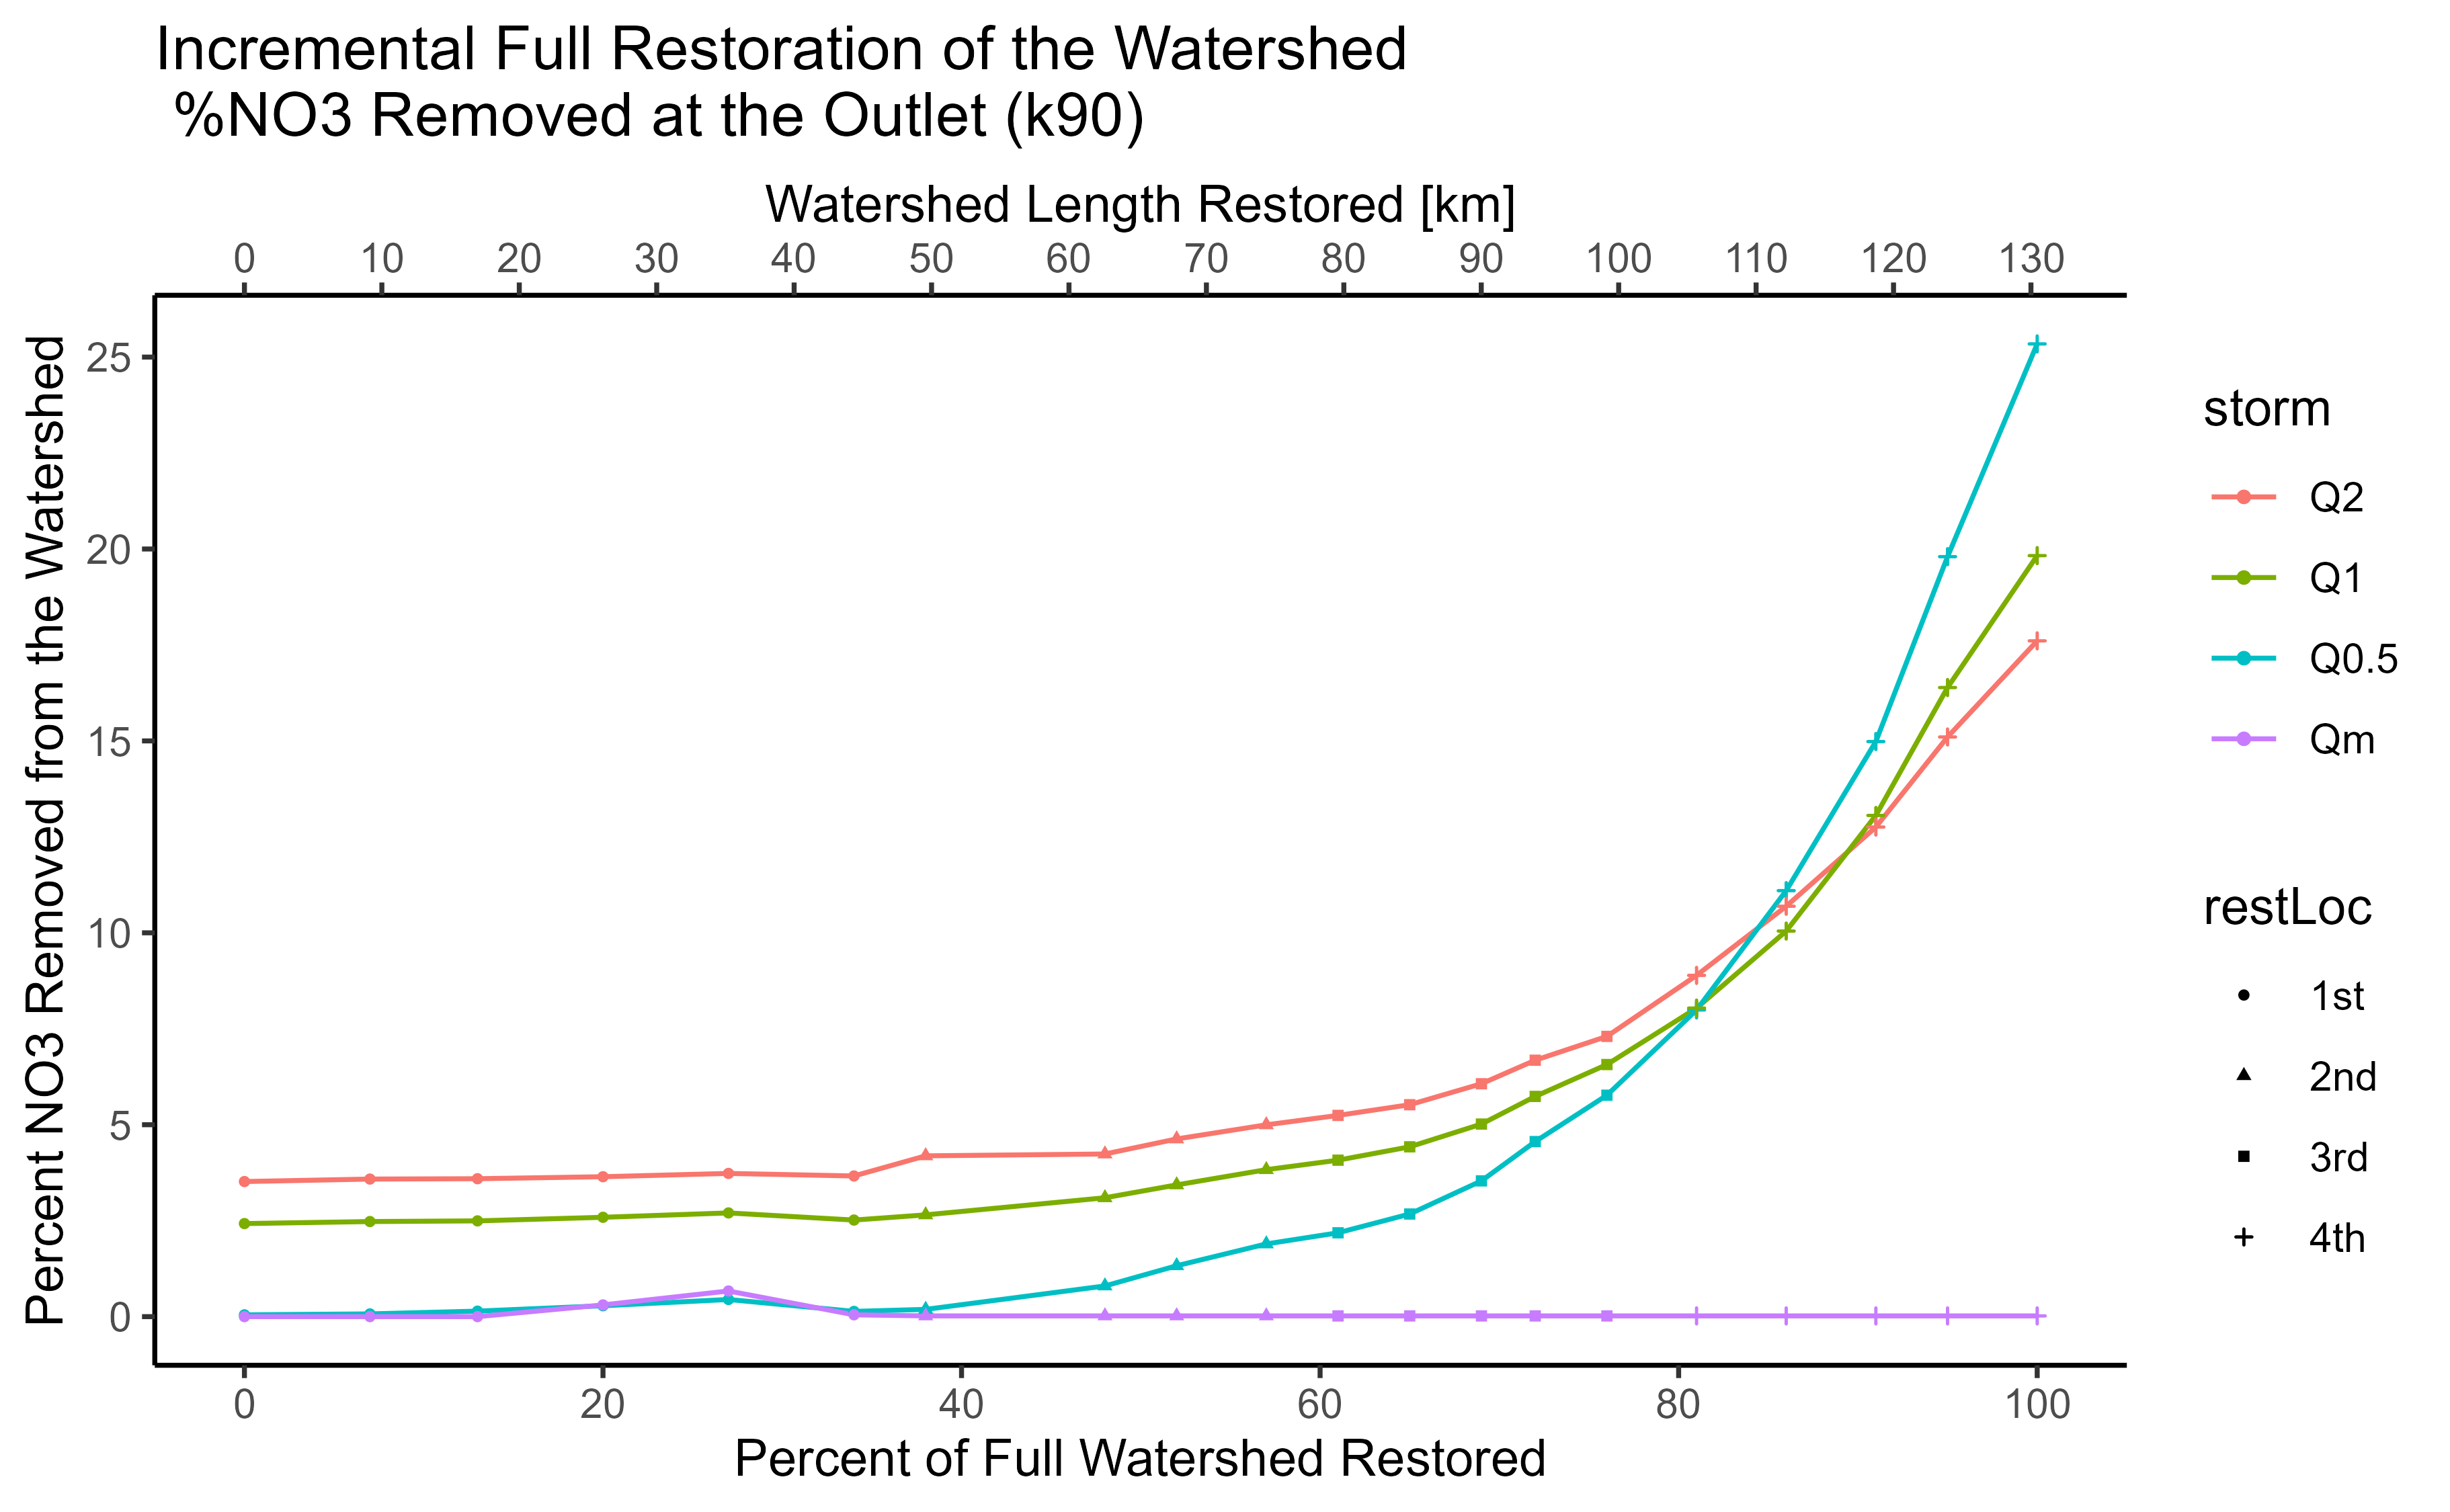 Incremental Full Restoration of the Watershed
%NO3 Removed at the Outlet (k90)
Watershed Length Restored [km]
0 10 20 30 40 50 60 70 80 90 100 110 120 130
Percent NO3 Removed from the Watershed
25
20
15
10
5
0
0 20 40 60 80 100
Percent of Full Watershed Restored
storm
Q2
Q1
Q0.5
Qm
restLoc
1st
2nd
3rd
4th